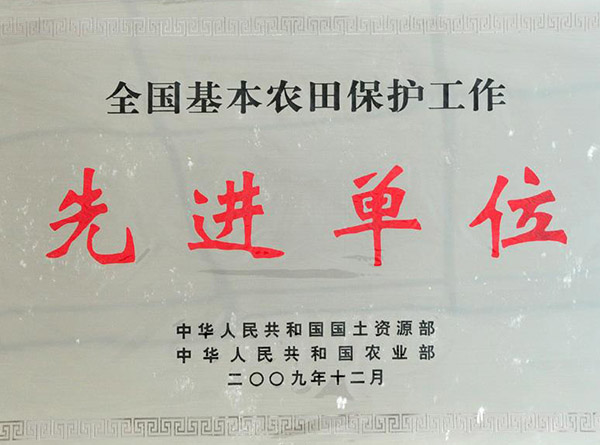 全国基本农田保护工作
先进单位
中华人民共和国国土资源部
中华人民共和国农业部
二〇〇九年十二月